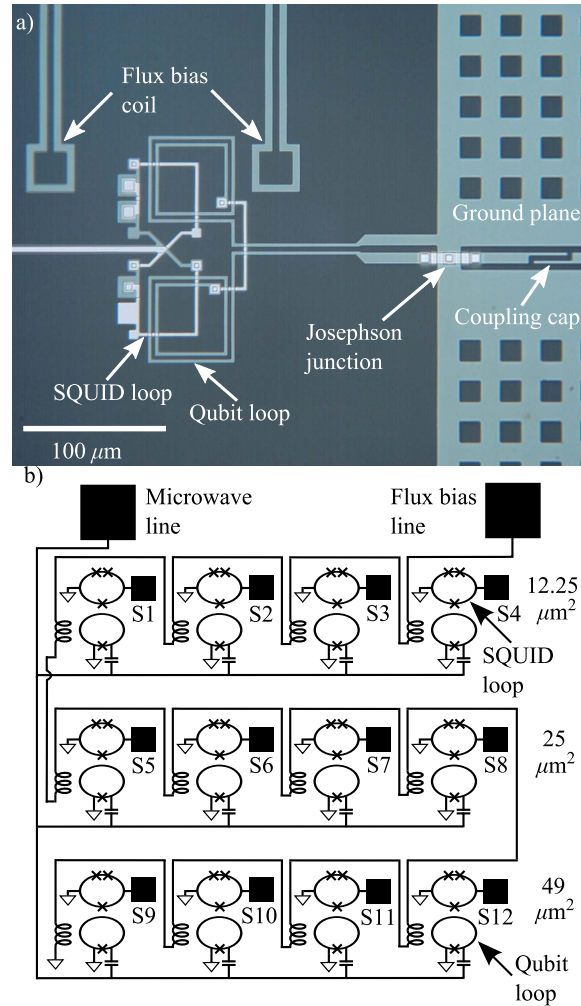 a)
Flux bias
coil
Ground plane
Josephson
junction
Coupling cap
SQUID loop
Qubit loop
100 μm
b)
Microwave
line
Flux bias
line
S1 S2 S3 S4
12.25
μm²
SQUID
loop
S5 S6 S7 S8
25
μm²
S9 S10 S11 S12
49
μm²
Qubit
loop